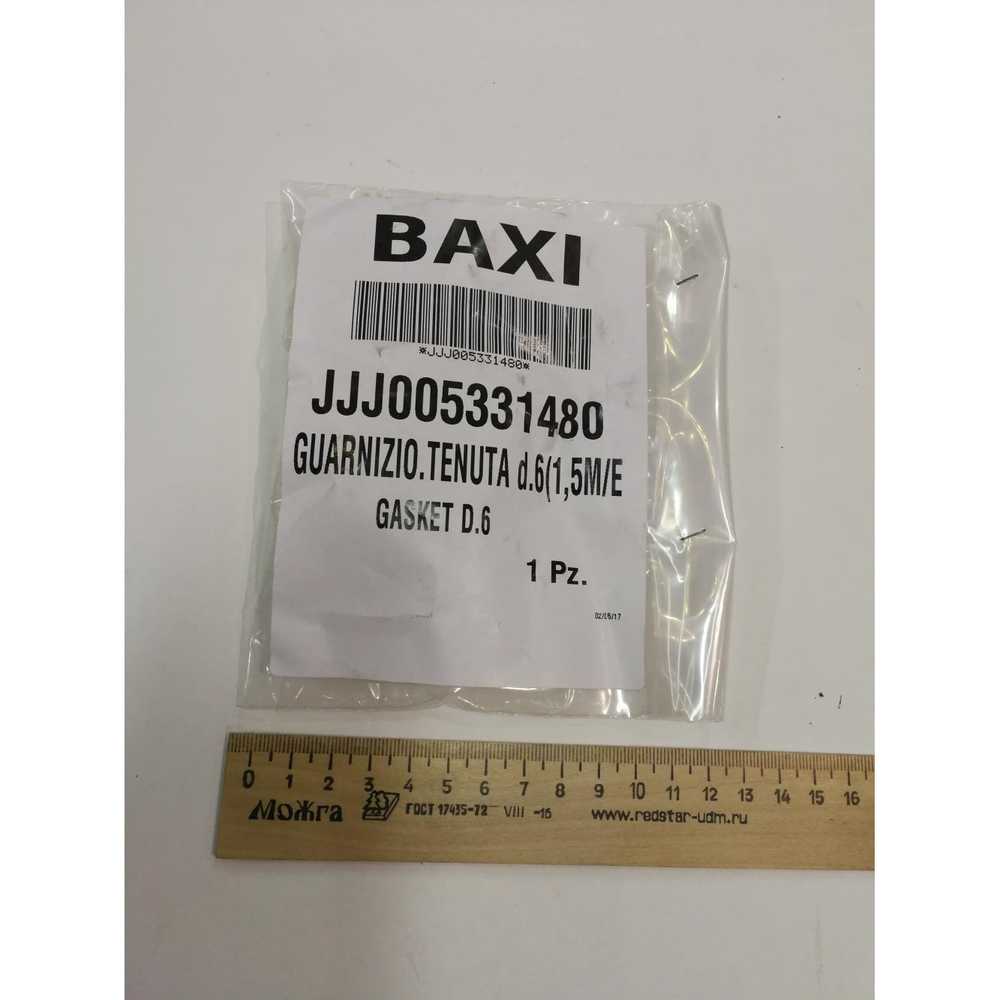 BAXI
*JJJ005331480*
JJJ005331480
GUARNIZIO.TENUTA d.6(1,5M/E
GASKET D.6
1 Pz.
02/05/17
0 1 2 3 4 5 6 7 8 9 10 11 12 13 14 15 16
Можга ГОСТ 17435-72 VIII -16 www.redstar-udm.ru